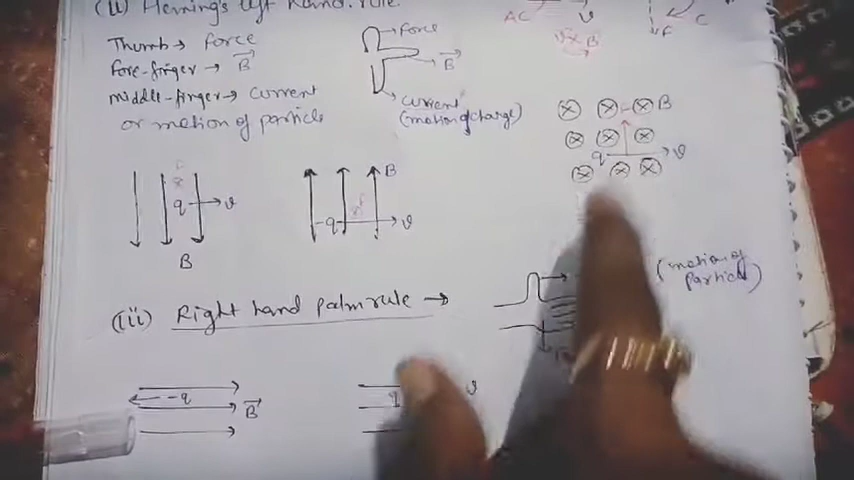 (ii) Fleming's left hand. rule.
Thumb → force
Fore-finger → B
Middle-finger → current
or motion of particle
Force
B
current
(motion of charge)
AC
v
v x B
F
C
B
q
v
q
v
B
B
-q
v
(iii) Right hand palm rule →
(motion of
particle)
-q
B
q
v